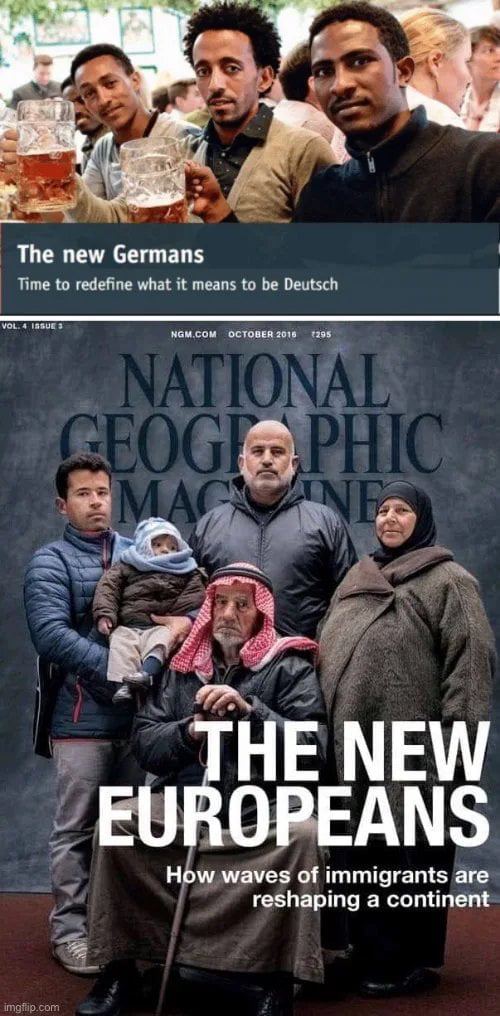 The new Germans
Time to redefine what it means to be Deutsch
VOL. 4 ISSUE 3
NGM.COM OCTOBER 2016 ₹295
NATIONAL
GEOGRAPHIC
MAGAZINE
THE NEW
EUROPEANS
How waves of immigrants are
reshaping a continent
imgflip.com